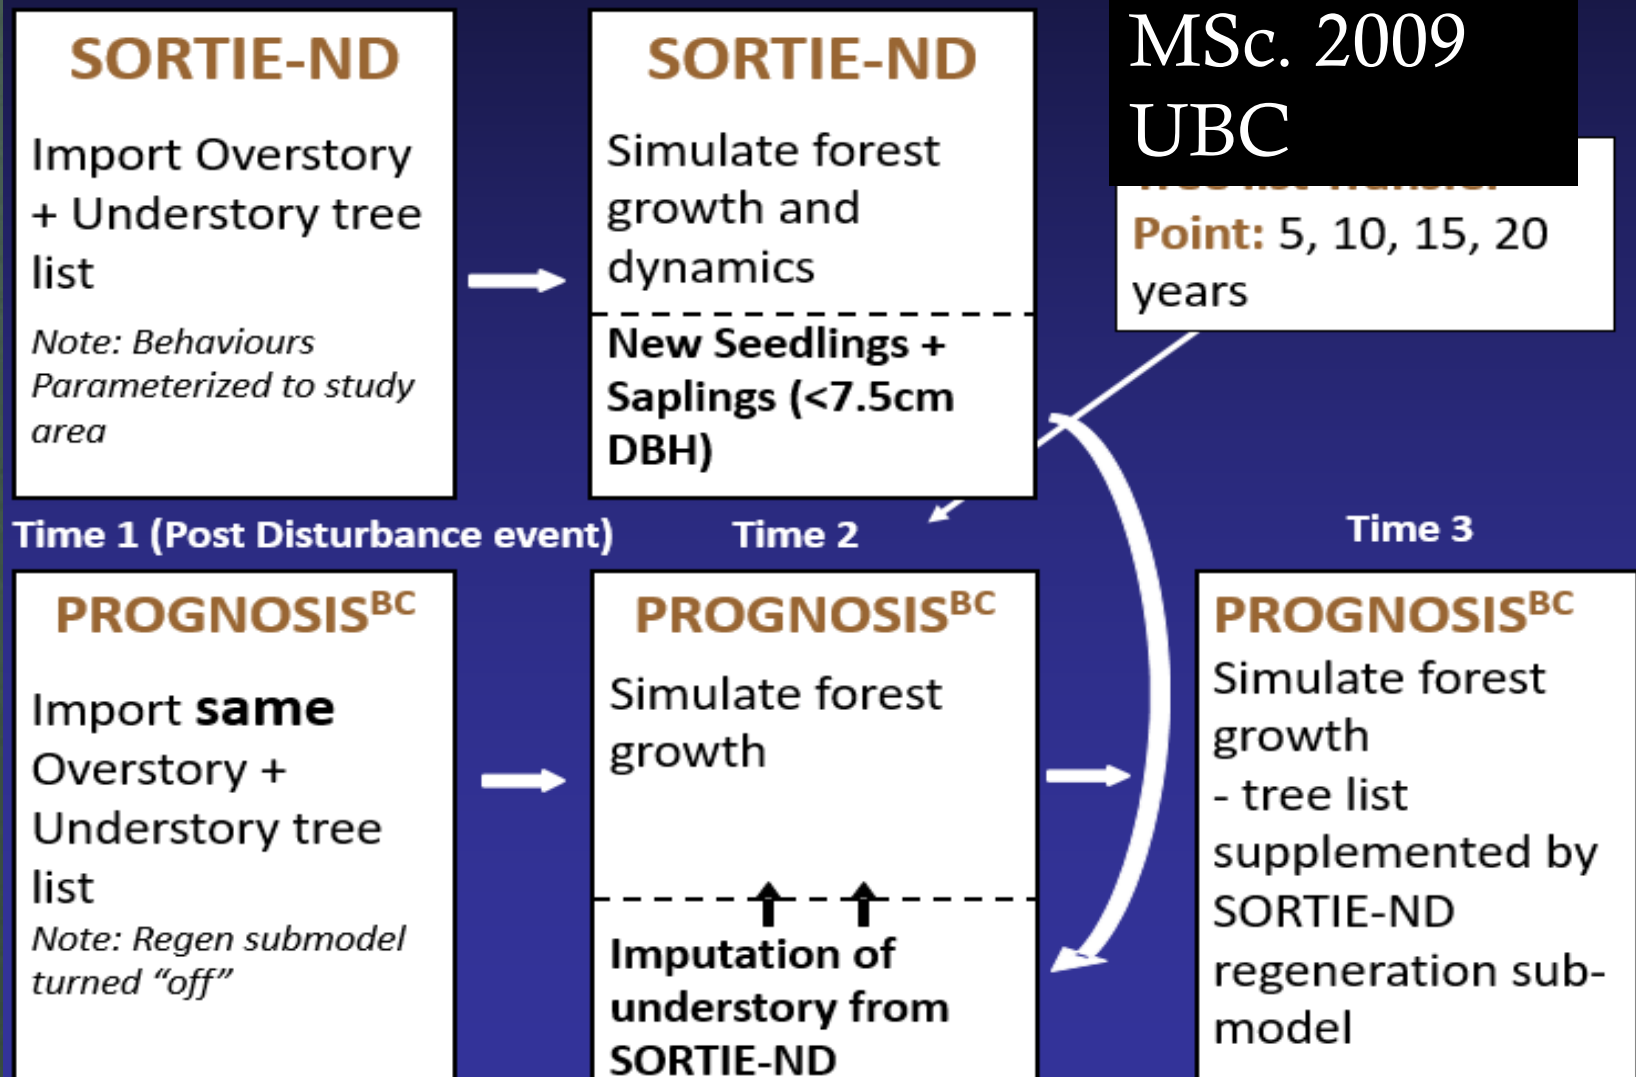 SORTIE-ND
Import Overstory
+ Understory tree
list
Note: Behaviours
Parameterized to study
area
SORTIE-ND
Simulate forest
growth and
dynamics
New Seedlings +
Saplings (<7.5cm
DBH)
MSc. 2009
UBC
Point: 5, 10, 15, 20
years
Time 1 (Post Disturbance event)
Time 2
Time 3
PROGNOSISBC
Import same
Overstory +
Understory tree
list
Note: Regen submodel
turned “off”
PROGNOSISBC
Simulate forest
growth
Imputation of
understory from
SORTIE-ND
PROGNOSISBC
Simulate forest
growth
- tree list
supplemented by
SORTIE-ND
regeneration sub-
model